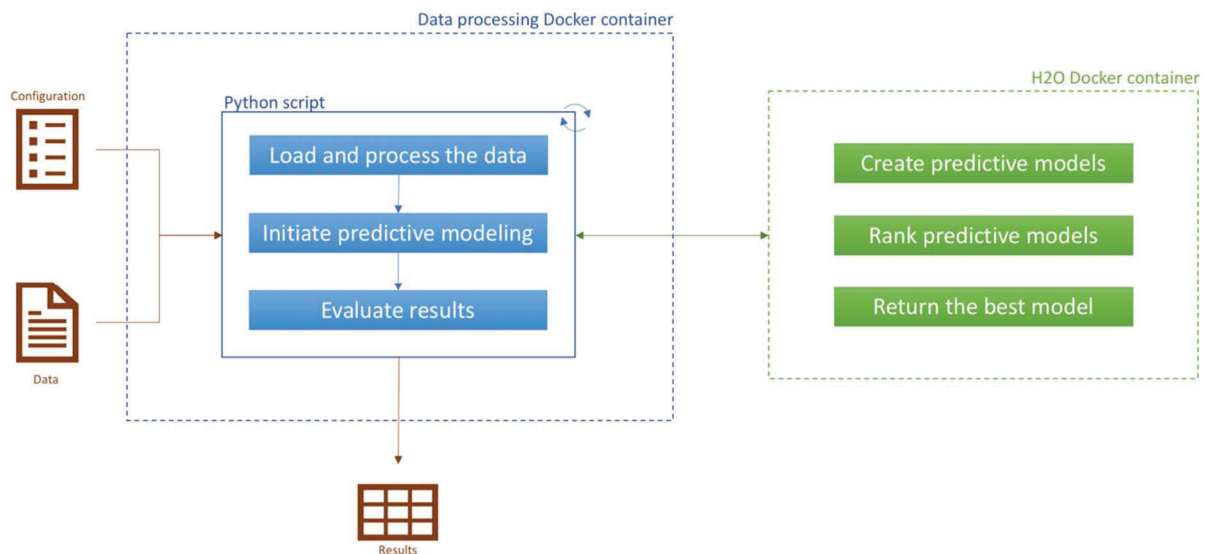 Data processing Docker container
H2O Docker container
Configuration
Python script
Load and process the data
Create predictive models
Initiate predictive modeling
Rank predictive models
Evaluate results
Return the best model
Data
Results